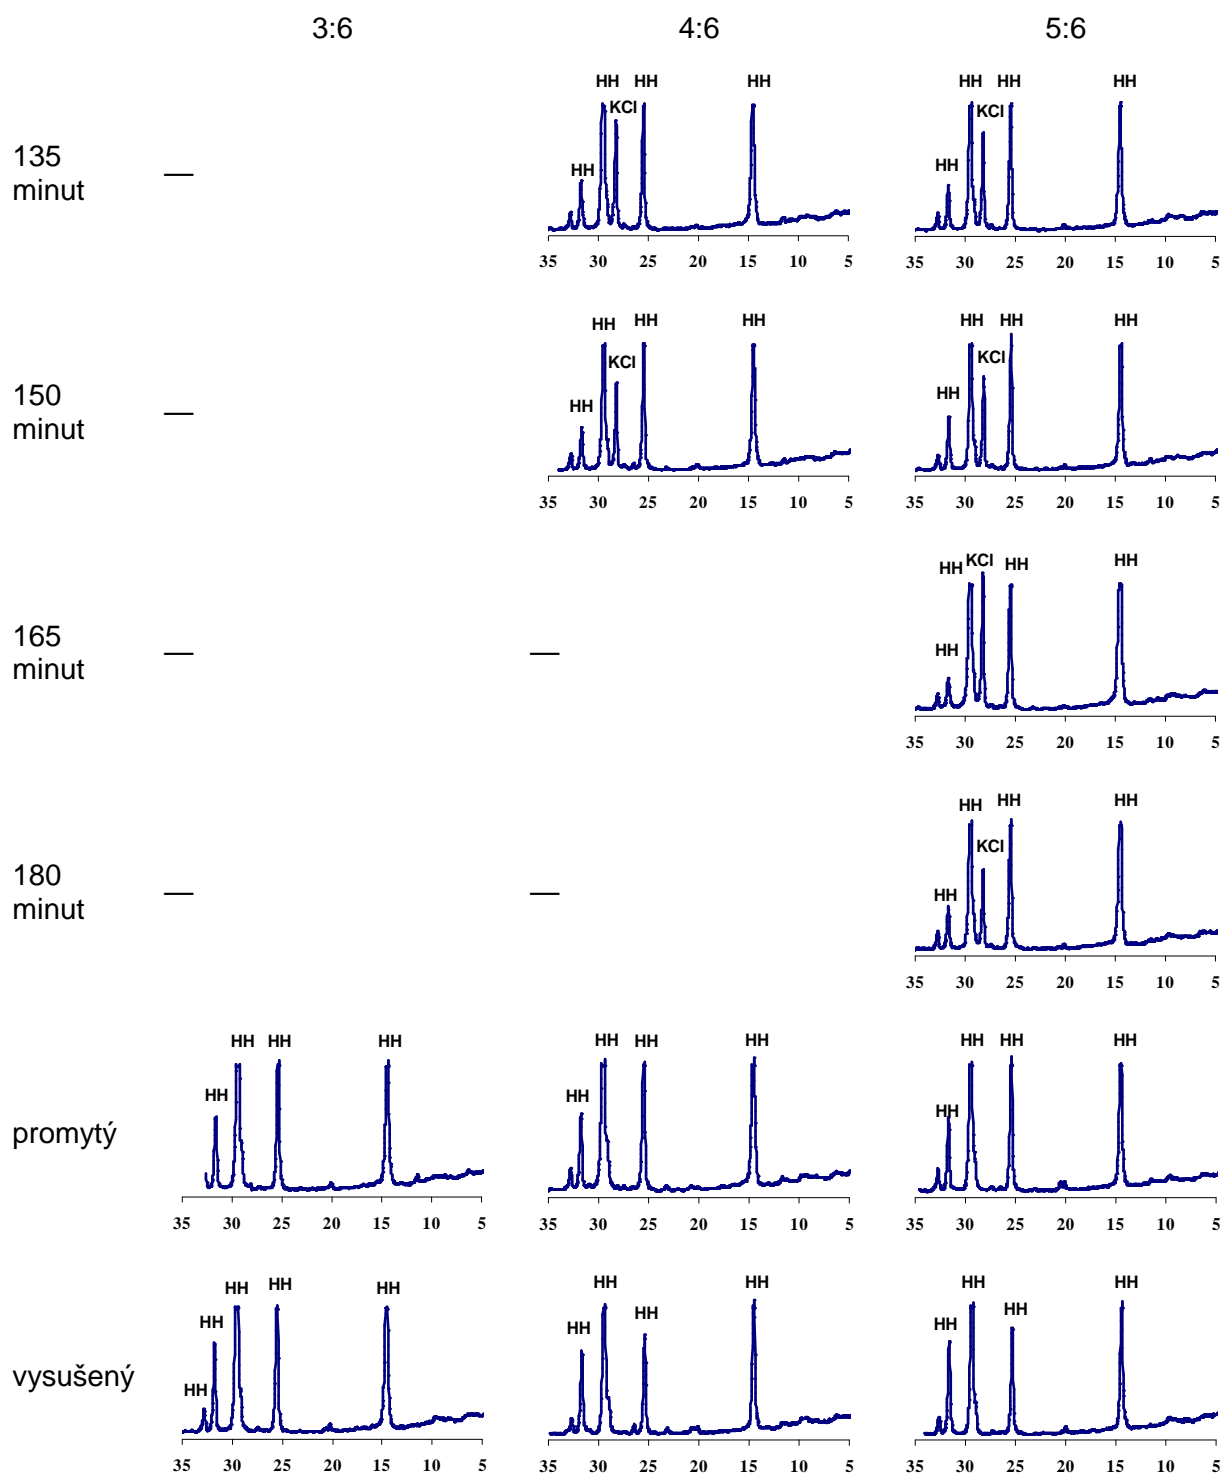 3:6 4:6 5:6
HH HH HH HH HH HH
KCl KCl
135
minut
—
HH HH
35 30 25 20 15 10 5 35 30 25 20 15 10 5
HH HH HH HH HH HH
KCl KCl
150
minut
—
HH HH
35 30 25 20 15 10 5 35 30 25 20 15 10 5
HH KCl HH HH
165
minut
— —
HH
35 30 25 20 15 10 5
HH HH HH
KCl
180
minut
— —
HH
35 30 25 20 15 10 5
HH HH HH HH HH HH HH HH HH
HH HH HH
promytý
35 30 25 20 15 10 5 35 30 25 20 15 10 5 35 30 25 20 15 10 5
HH HH HH HH HH HH HH HH HH
HH HH HH
vysušený
HH
35 30 25 20 15 10 5 35 30 25 20 15 10 5 35 30 25 20 15 10 5